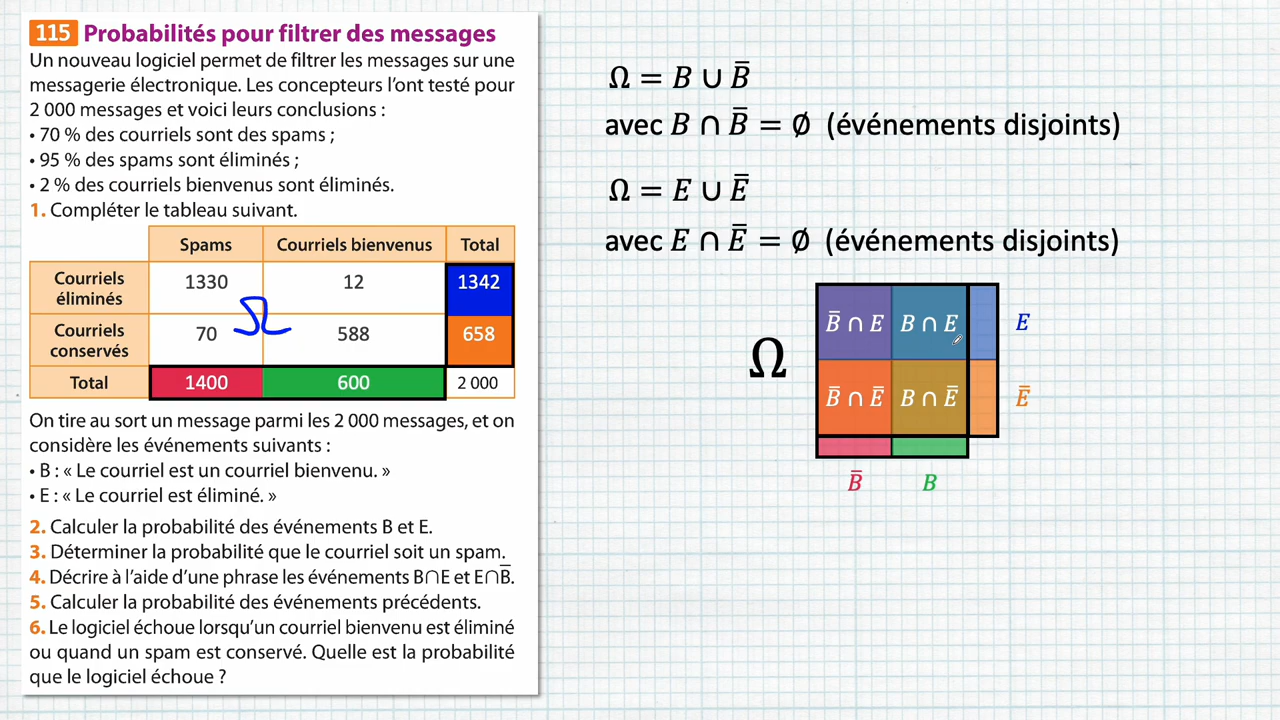 115 Probabilités pour filtrer des messages
Un nouveau logiciel permet de filtrer les messages sur une
messagerie électronique. Les concepteurs l'ont testé pour
2 000 messages et voici leurs conclusions :
• 70 % des courriels sont des spams ;
• 95 % des spams sont éliminés ;
• 2 % des courriels bienvenus sont éliminés.
1. Compléter le tableau suivant.
Spams Courriels bienvenus Total
Courriels éliminés 1330 12 1342
Courriels conservés 70 588 658
Total 1400 600 2 000
Ω
On tire au sort un message parmi les 2 000 messages, et on
considère les événements suivants :
• B : « Le courriel est un courriel bienvenu. »
• E : « Le courriel est éliminé. »
2. Calculer la probabilité des événements B et E.
3. Déterminer la probabilité que le courriel soit un spam.
4. Décrire à l'aide d'une phrase les événements B∩E et E∩B̅.
5. Calculer la probabilité des événements précédents.
6. Le logiciel échoue lorsqu'un courriel bienvenu est éliminé
ou quand un spam est conservé. Quelle est la probabilité
que le logiciel échoue ?
Ω = B ∪ B̅
avec B ∩ B̅ = ∅ (événements disjoints)
Ω = E ∪ E̅
avec E ∩ E̅ = ∅ (événements disjoints)
B̅ ∩ E B ∩ E E
Ω
B̅ ∩ E̅ B ∩ E̅ E̅
B̅ B